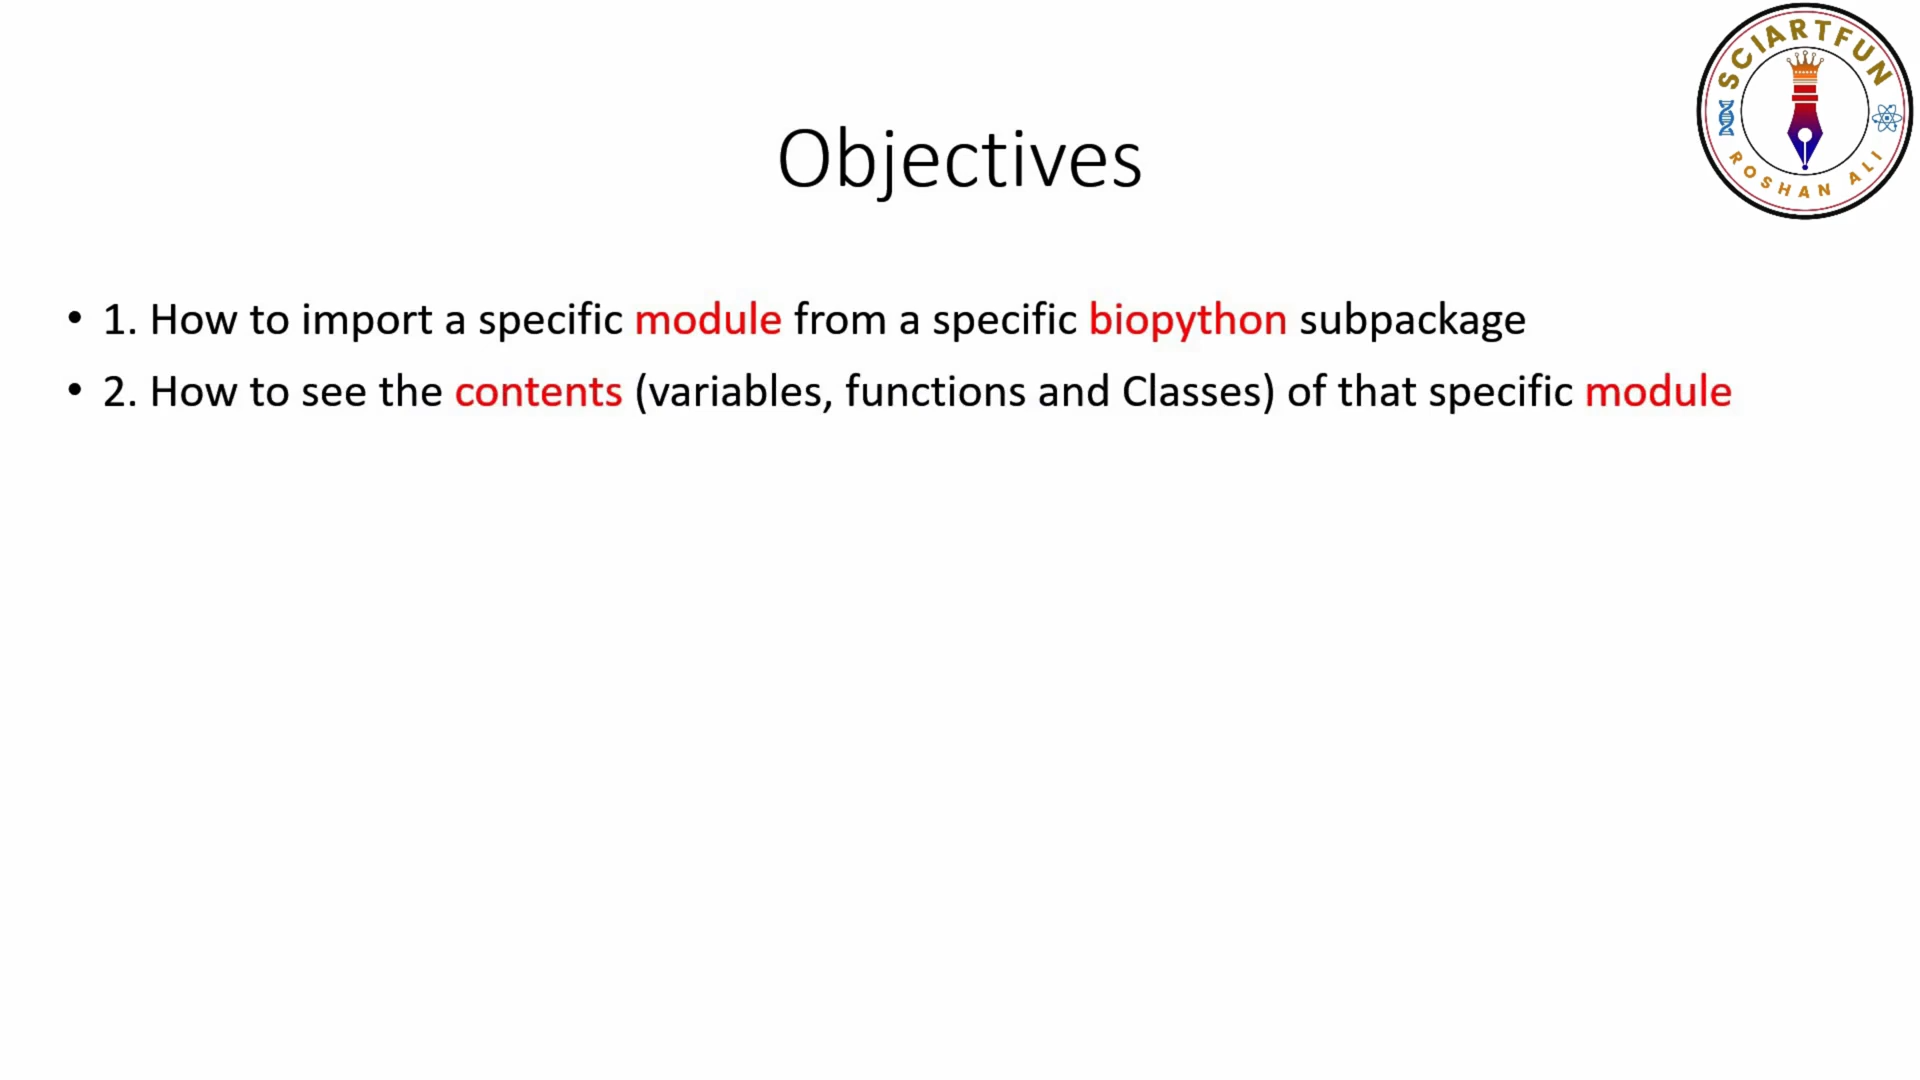 SCIARTFUN
ROSHAN ALI
Objectives
• 1. How to import a specific module from a specific biopython subpackage
• 2. How to see the contents (variables, functions and Classes) of that specific module